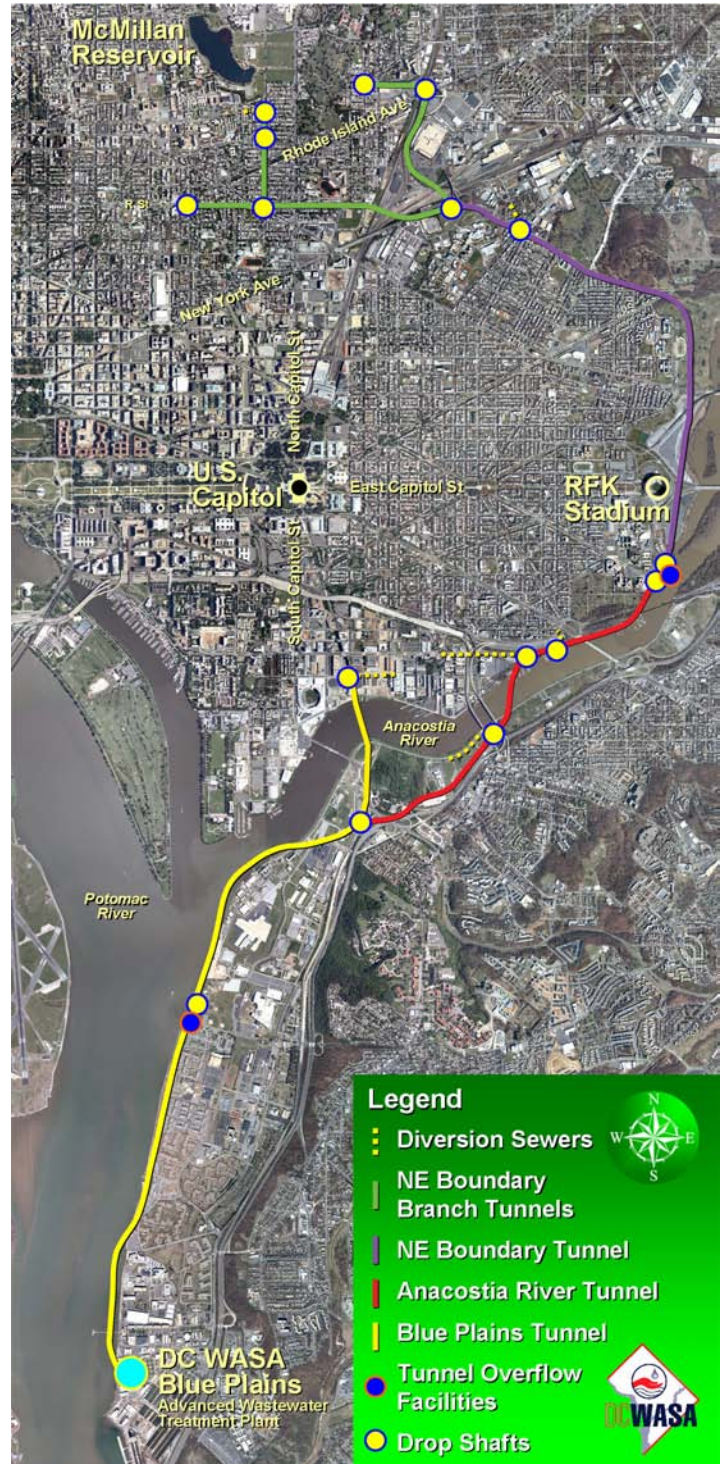 McMillan
Reservoir
Rhode Island Ave
R St
New York Ave
North Capitol St
U.S.
Capitol
East Capitol St
RFK
Stadium
South Capitol St
Anacostia
River
Potomac
River
DC WASA
Blue Plains
Advanced Wastewater
Treatment Plant
Legend
N
W
E
S
Diversion Sewers
NE Boundary
Branch Tunnels
NE Boundary Tunnel
Anacostia River Tunnel
Blue Plains Tunnel
Tunnel Overflow
Facilities
Drop Shafts
DCWASA